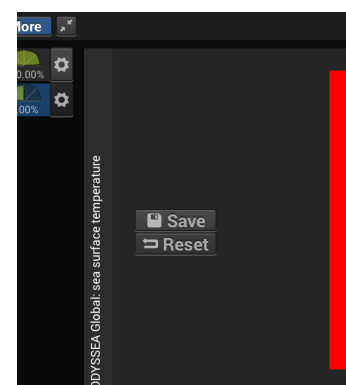 More
0.00%
.00%
ODYSSEA Global: sea surface temperature
Save
Reset